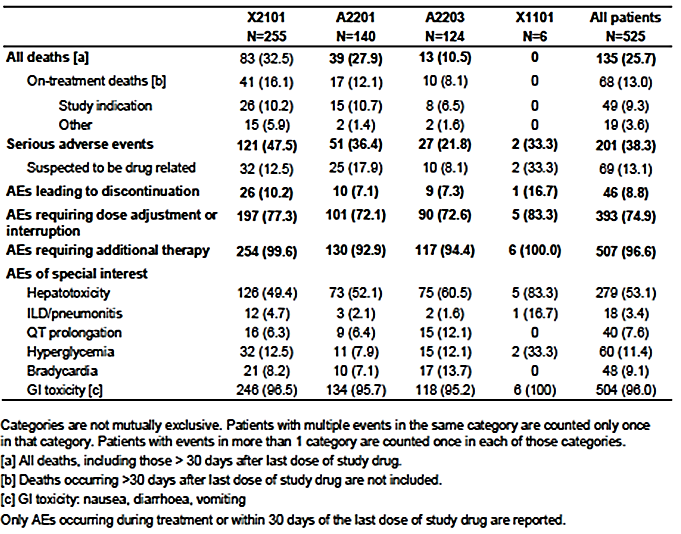 X2101 A2201 A2203 X1101 All patients
N=255 N=140 N=124 N=6 N=525
All deaths [a] 83 (32.5) 39 (27.9) 13 (10.5) 0 135 (25.7)
On-treatment deaths [b] 41 (16.1) 17 (12.1) 10 (8.1) 0 68 (13.0)
Study indication 26 (10.2) 15 (10.7) 8 (6.5) 0 49 (9.3)
Other 15 (5.9) 2 (1.4) 2 (1.6) 0 19 (3.6)
Serious adverse events 121 (47.5) 51 (36.4) 27 (21.8) 2 (33.3) 201 (38.3)
Suspected to be drug related 32 (12.5) 25 (17.9) 10 (8.1) 2 (33.3) 69 (13.1)
AEs leading to discontinuation 26 (10.2) 10 (7.1) 9 (7.3) 1 (16.7) 46 (8.8)
AEs requiring dose adjustment or
interruption 197 (77.3) 101 (72.1) 90 (72.6) 5 (83.3) 393 (74.9)
AEs requiring additional therapy 254 (99.6) 130 (92.9) 117 (94.4) 6 (100.0) 507 (96.6)
AEs of special interest
Hepatotoxicity 126 (49.4) 73 (52.1) 75 (60.5) 5 (83.3) 279 (53.1)
ILD/pneumonitis 12 (4.7) 3 (2.1) 2 (1.6) 1 (16.7) 18 (3.4)
QT prolongation 16 (6.3) 9 (6.4) 15 (12.1) 0 40 (7.6)
Hyperglycemia 32 (12.5) 11 (7.9) 15 (12.1) 2 (33.3) 60 (11.4)
Bradycardia 21 (8.2) 10 (7.1) 17 (13.7) 0 48 (9.1)
GI toxicity [c] 246 (96.5) 134 (95.7) 118 (95.2) 6 (100) 504 (96.0)
Categories are not mutually exclusive. Patients with multiple events in the same category are counted only once
in that category. Patients with events in more than 1 category are counted once in each of those categories.
[a] All deaths, including those > 30 days after last dose of study drug.
[b] Deaths occurring >30 days after last dose of study drug are not included.
[c] GI toxicity: nausea, diarrhoea, vomiting
Only AEs occurring during treatment or within 30 days of the last dose of study drug are reported.